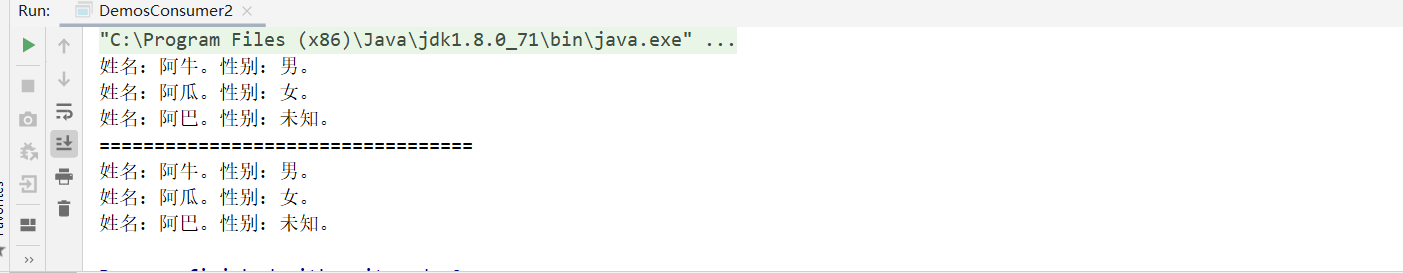 Run: DemosConsumer2 ×
"C:\Program Files (x86)\Java\jdk1.8.0_71\bin\java.exe" ...
姓名：阿牛。性别：男。
姓名：阿瓜。性别：女。
姓名：阿巴。性别：未知。
==================================
姓名：阿牛。性别：男。
姓名：阿瓜。性别：女。
姓名：阿巴。性别：未知。